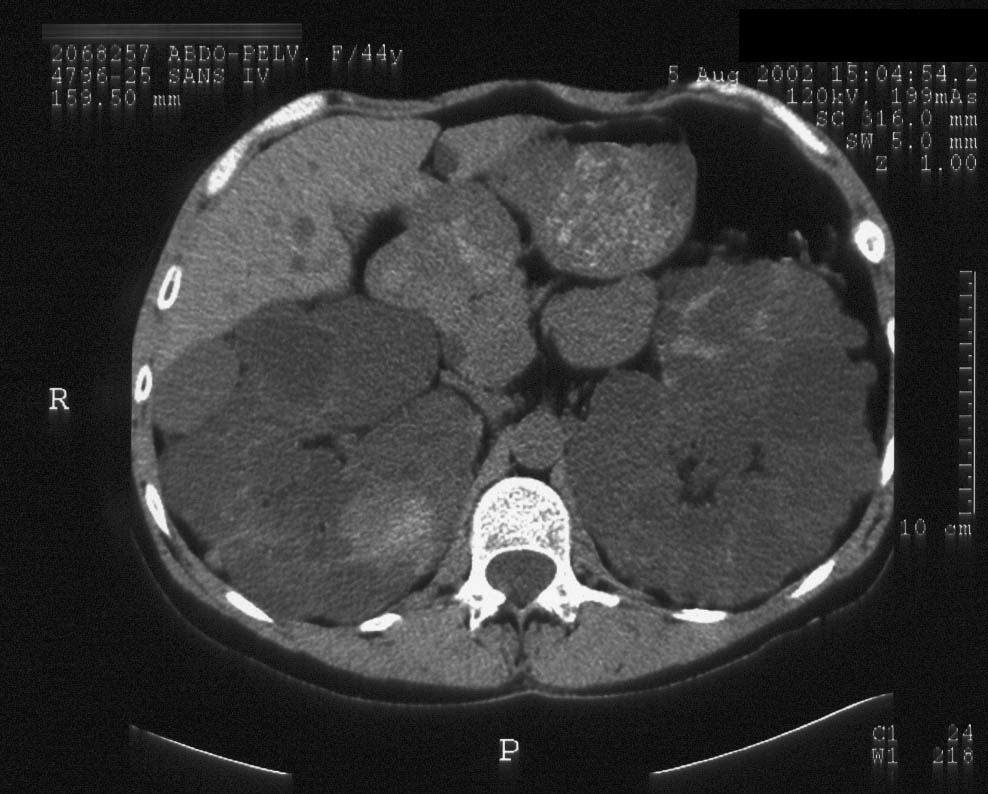 2068257 ABDO-PELV. F/44y
4796-25 SANS IV
159.50 mm
5 Aug 2002 15:04:54.2
120kV, 199mAs
SC 316.0 mm
SW 5.0 mm
Z 1.00
R
10 cm
P
C1 24
W1 218